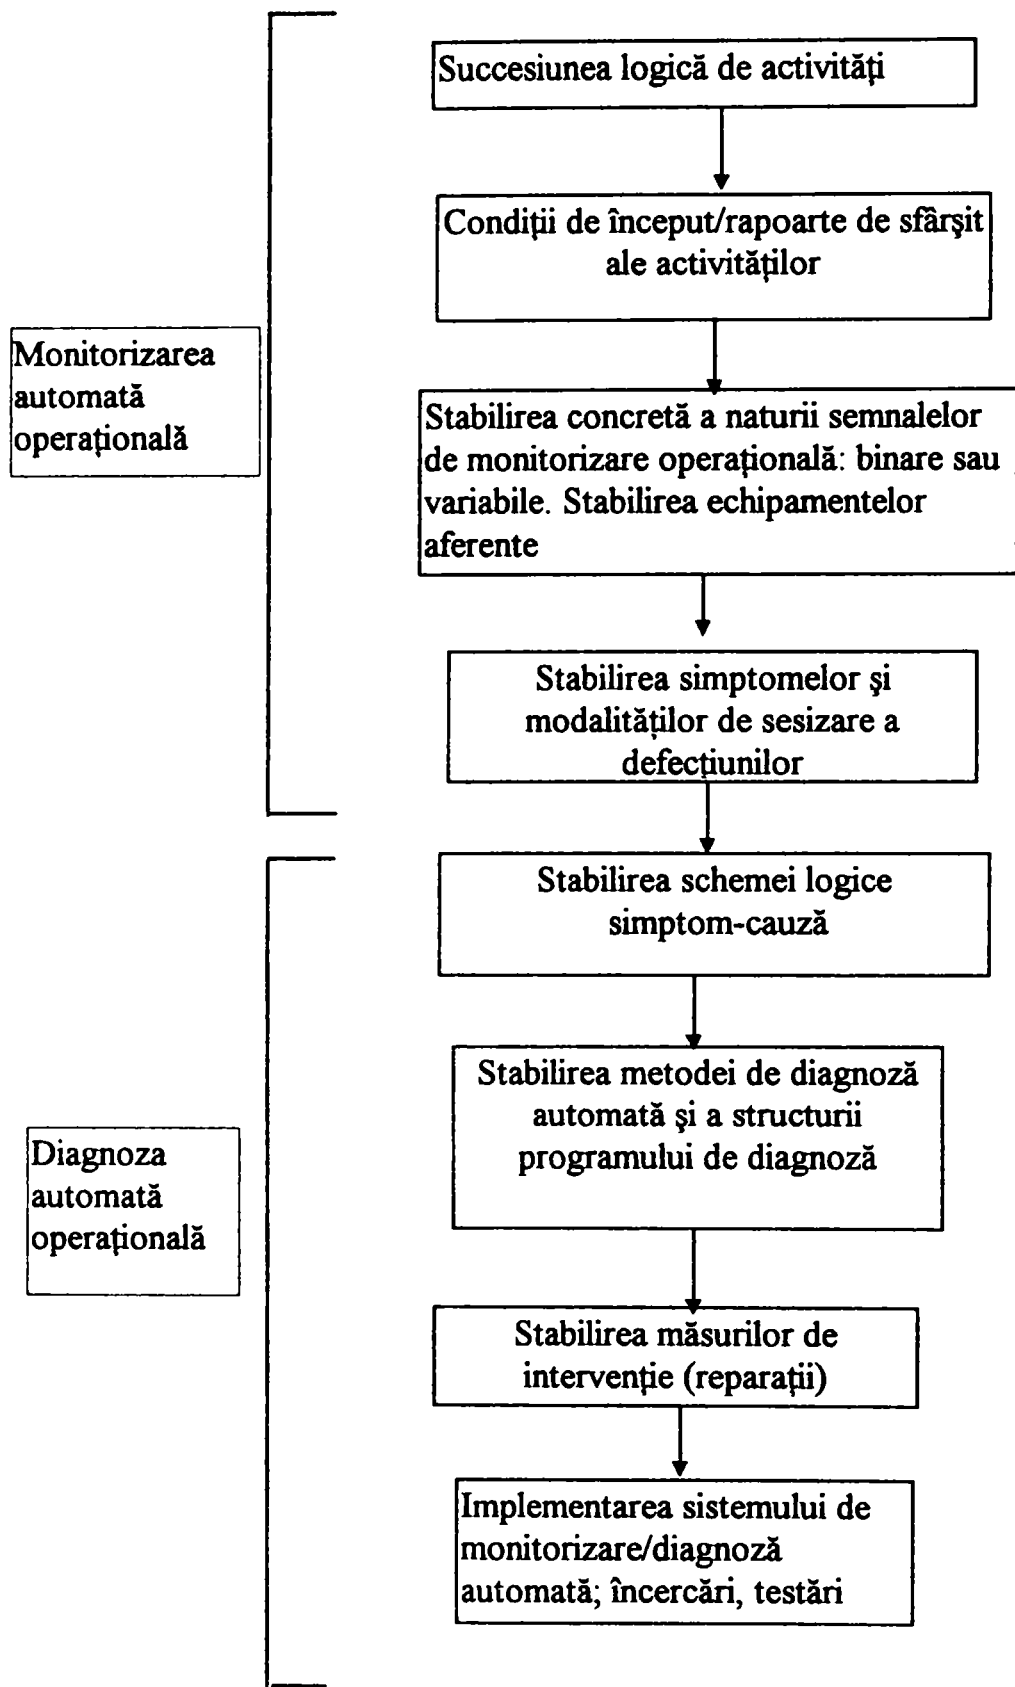 Succesiunea logică de activităţi
Condiţii de început/rapoarte de sfârşit
ale activităţilor
Monitorizarea
automată
operaţională
Stabilirea concretă a naturii semnalelor
de monitorizare operaţională: binare sau
variabile. Stabilirea echipamentelor
aferente
Stabilirea simptomelor şi
modalităţilor de sesizare a
defecţiunilor
Stabilirea schemei logice
simptom-cauză
Stabilirea metodei de diagnoză
automată şi a structurii
programului de diagnoză
Diagnoza
automată
operaţională
Stabilirea măsurilor de
intervenţie (reparaţii)
Implementarea sistemului de
monitorizare/diagnoză
automată; încercări, testări